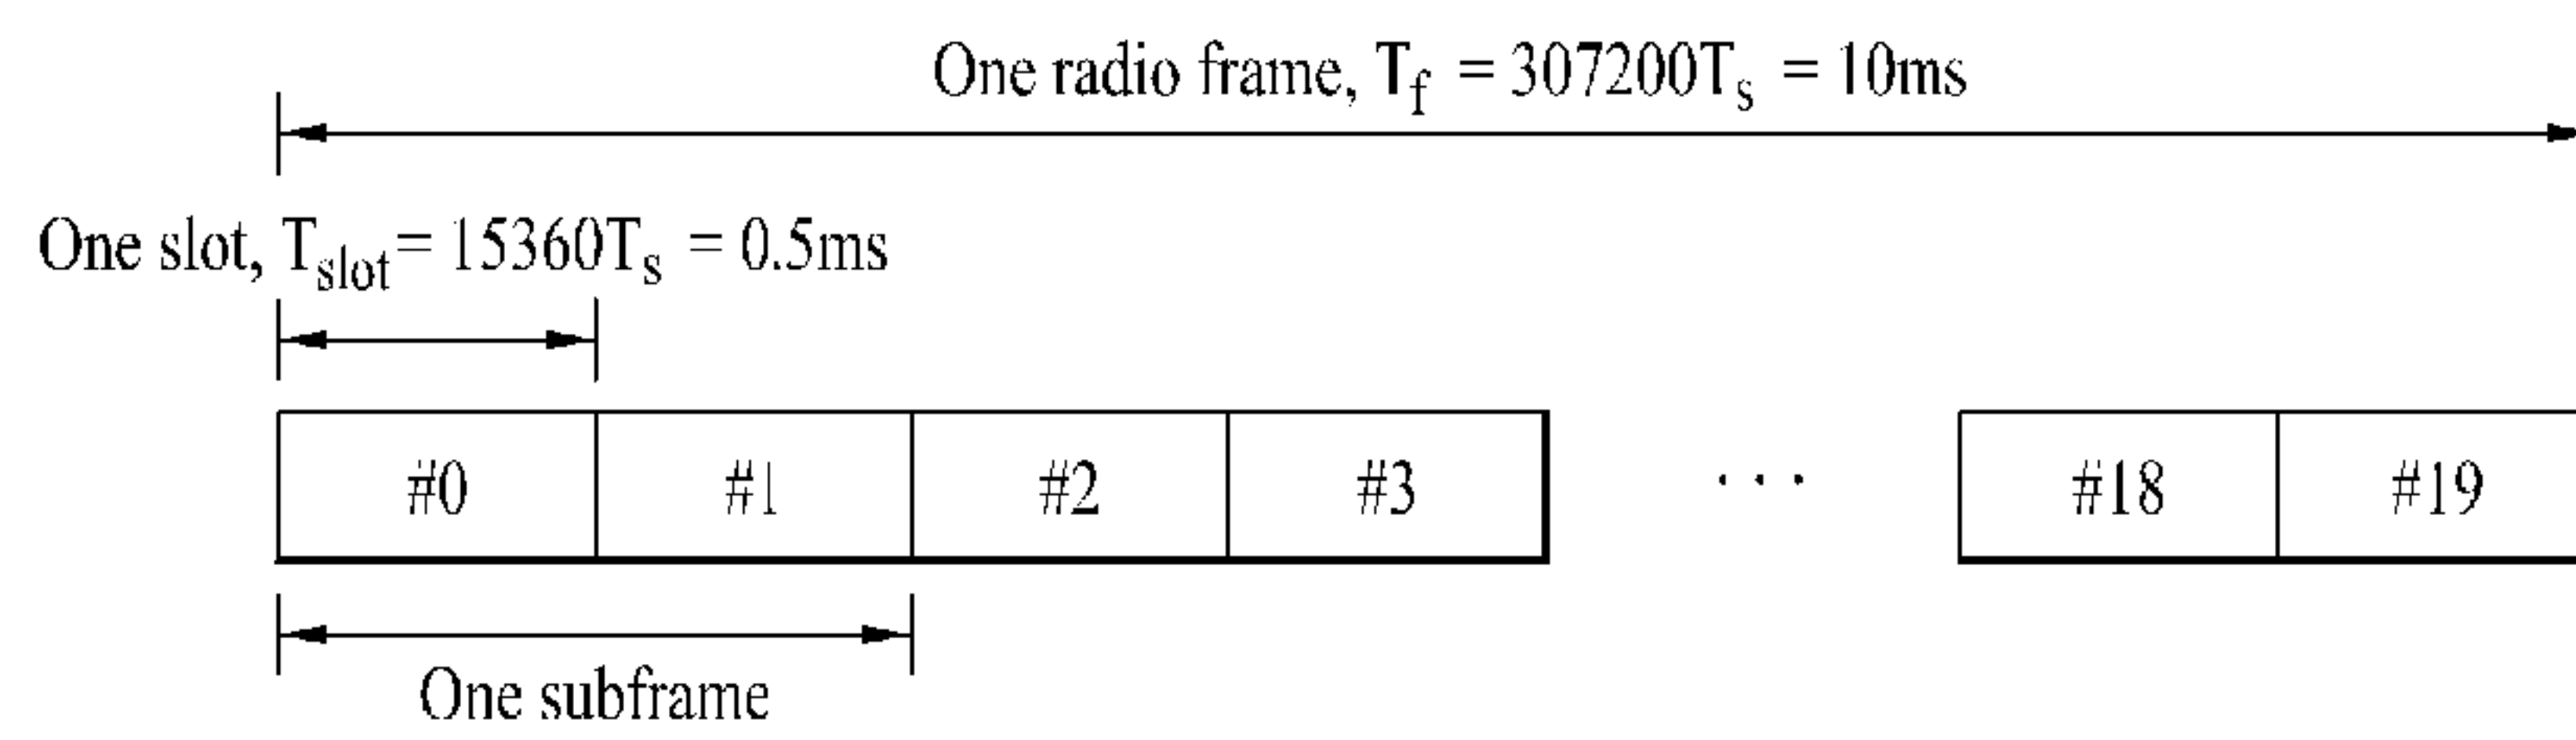 One radio frame, Tf = 307200Ts = 10ms
One slot, Tslot = 15360Ts = 0.5ms
#0 #1 #2 #3 ··· #18 #19
One subframe